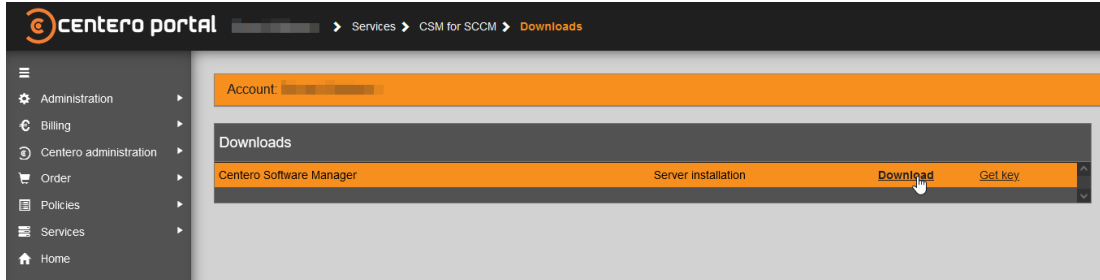 centero portal
Services
CSM for SCCM
Downloads
Administration
Billing
Centero administration
Order
Policies
Services
Home
Account:
Downloads
Centero Software Manager Server installation Download Get key